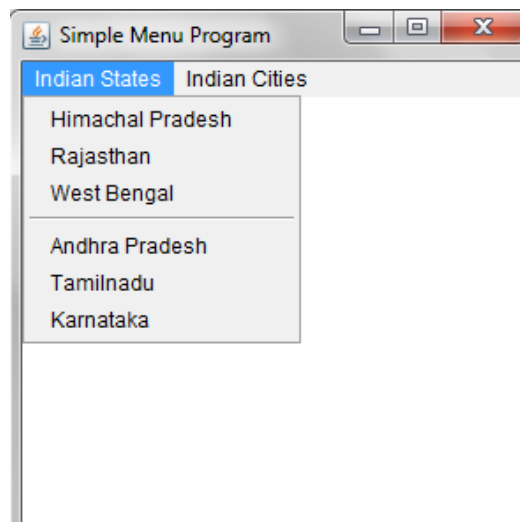 Simple Menu Program
Indian States Indian Cities
Himachal Pradesh
Rajasthan
West Bengal
Andhra Pradesh
Tamilnadu
Karnataka